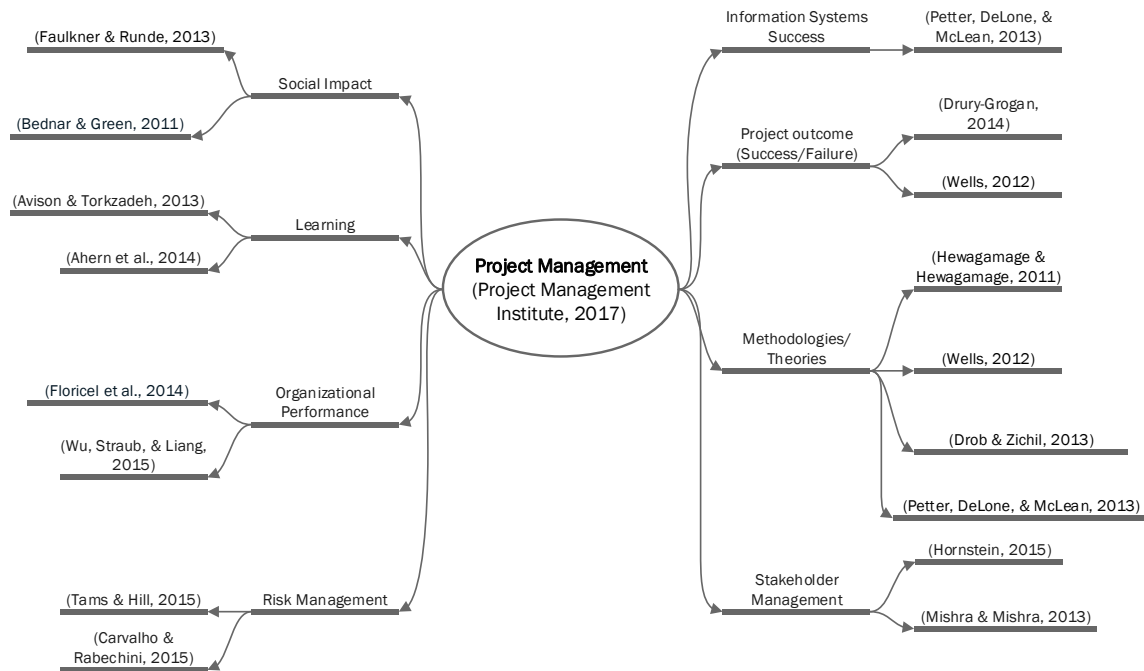 (Faulkner & Runde, 2013)
Social Impact
(Bednar & Green, 2011)
(Avison & Torkzadeh, 2013)
Learning
(Ahern et al., 2014)
(Floricel et al., 2014)
Organizational
Performance
(Wu, Straub, & Liang,
2015)
(Tams & Hill, 2015)
Risk Management
(Carvalho &
Rabechini, 2015)
Project Management
(Project Management
Institute, 2017)
Information Systems
Success
(Petter, DeLone, &
McLean, 2013)
Project outcome
(Success/Failure)
(Drury-Grogan,
2014)
(Wells, 2012)
Methodologies/
Theories
(Hewagamage &
Hewagamage, 2011)
(Wells, 2012)
(Drob & Zichil, 2013)
(Petter, DeLone, & McLean, 2013)
Stakeholder
Management
(Hornstein, 2015)
(Mishra & Mishra, 2013)